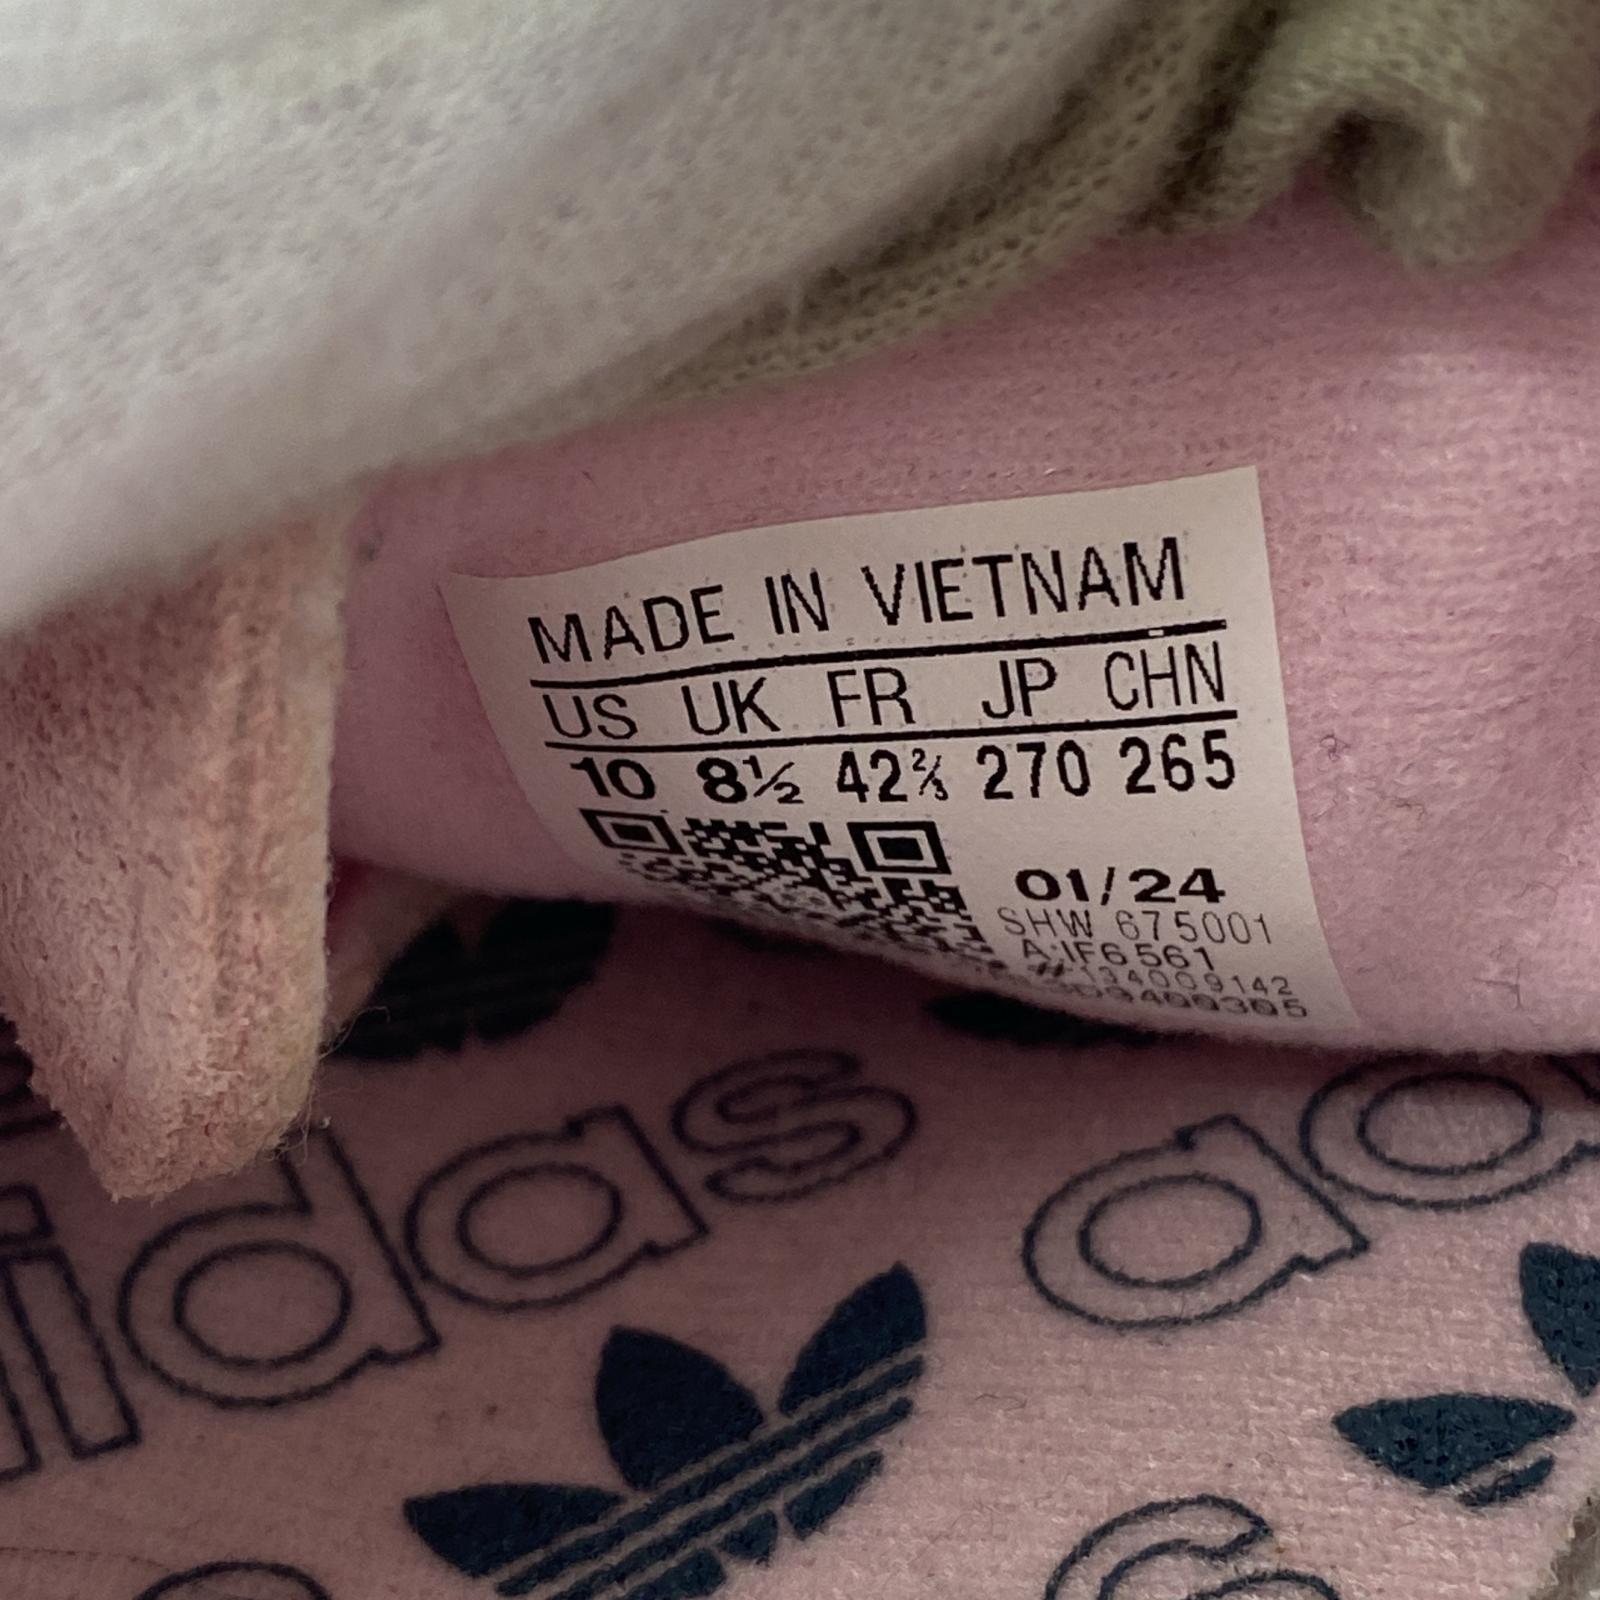 MADE IN VIETNAM
US UK FR JP CHN
10 8½ 42⅔ 270 265
01/24
SHW 675001
A:IF6561
#:134009142
adidas